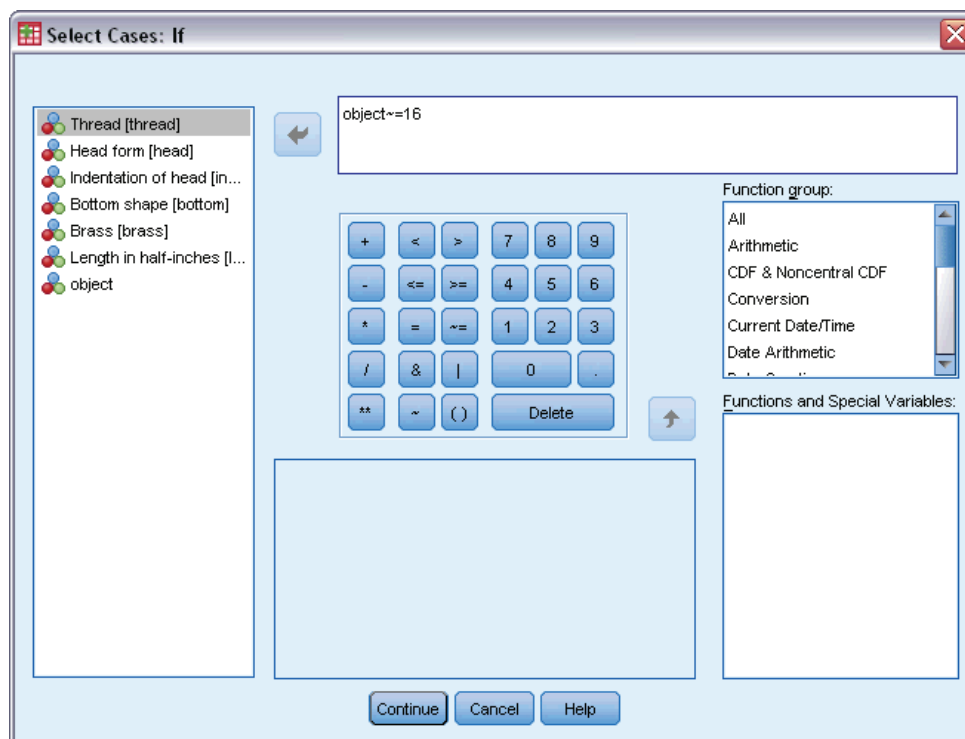 Select Cases: If
Thread [thread]
Head form [head]
Indentation of head [in...
Bottom shape [bottom]
Brass [brass]
Length in half-inches [l...
object
object~=16
+ < > 7 8 9
- <= >= 4 5 6
* = ~= 1 2 3
/ & | 0 .
** ~ ( ) Delete
Function group:
All
Arithmetic
CDF & Noncentral CDF
Conversion
Current Date/Time
Date Arithmetic
Functions and Special Variables:
Continue Cancel Help